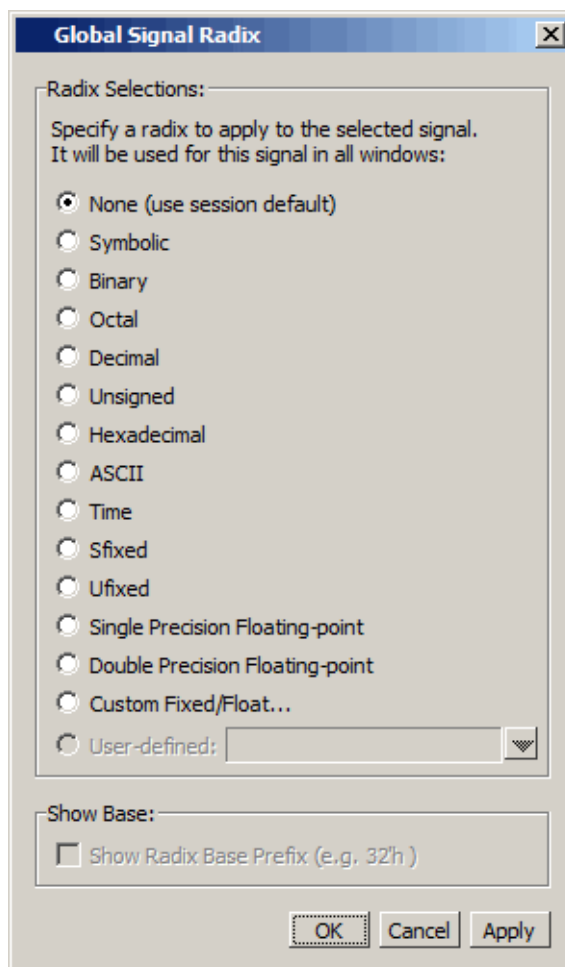 Global Signal Radix
Radix Selections:
Specify a radix to apply to the selected signal.
It will be used for this signal in all windows:
None (use session default)
Symbolic
Binary
Octal
Decimal
Unsigned
Hexadecimal
ASCII
Time
Sfixed
Ufixed
Single Precision Floating-point
Double Precision Floating-point
Custom Fixed/Float...
User-defined:
Show Base:
Show Radix Base Prefix (e.g. 32'h )
OK Cancel Apply